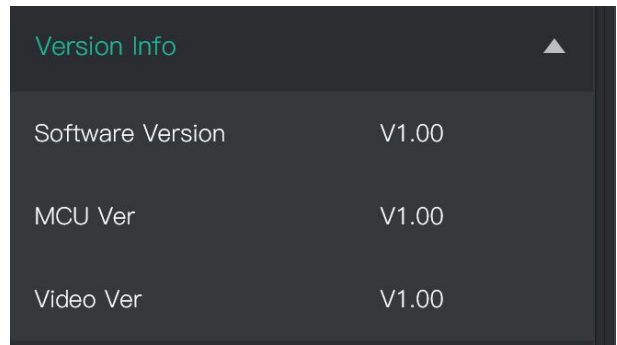 Version Info
Software Version V1.00
MCU Ver V1.00
Video Ver V1.00